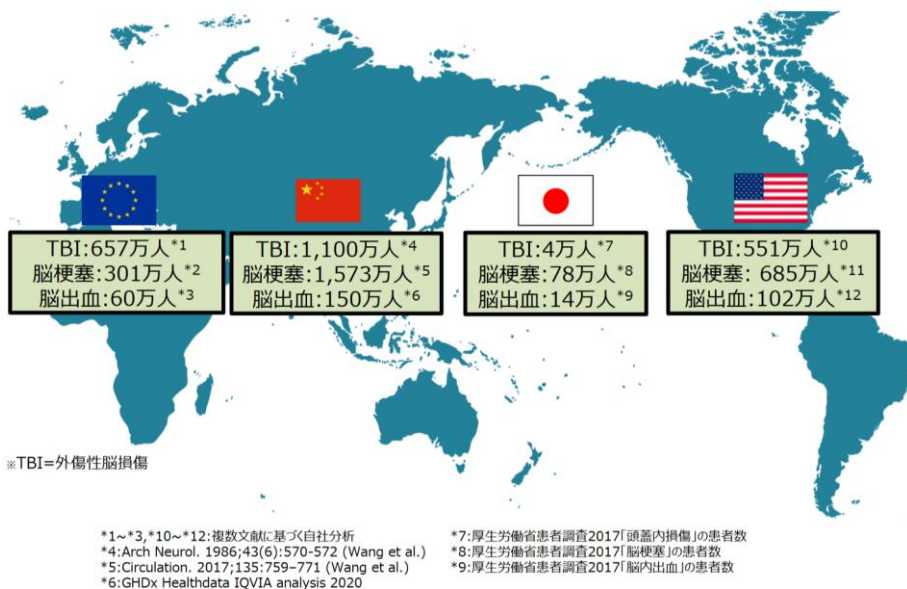 TBI:657万人*1
脳梗塞:301万人*2
脳出血:60万人*3
TBI:1,100万人*4
脳梗塞:1,573万人*5
脳出血:150万人*6
TBI:4万人*7
脳梗塞:78万人*8
脳出血:14万人*9
TBI:551万人*10
脳梗塞: 685万人*11
脳出血:102万人*12
※TBI=外傷性脳損傷
*1~*3,*10~*12:複数文献に基づく自社分析
*4:Arch Neurol. 1986;43(6):570-572 (Wang et al.)
*5:Circulation. 2017;135:759–771 (Wang et al.)
*6:GHDx Healthdata IQVIA analysis 2020
*7:厚生労働省患者調査2017「頭蓋内損傷」の患者数
*8:厚生労働省患者調査2017「脳梗塞」の患者数
*9:厚生労働省患者調査2017「脳内出血」の患者数